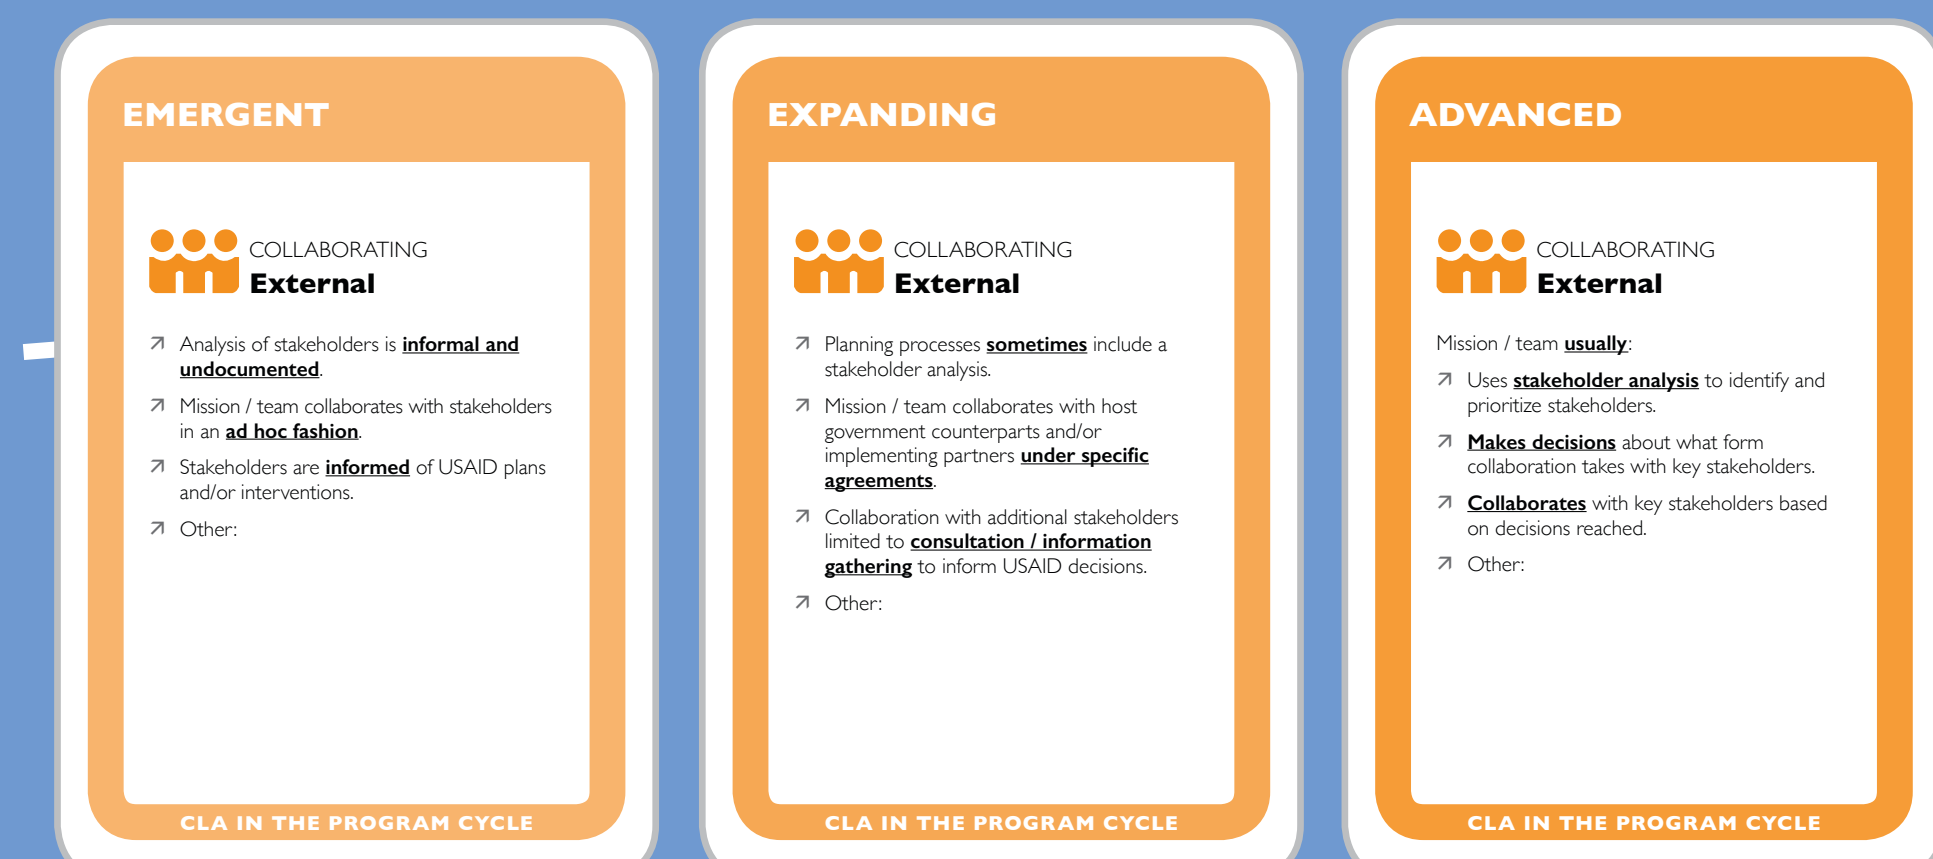 EMERGENT
COLLABORATING
External
Analysis of stakeholders is informal and
undocumented.
Mission / team collaborates with stakeholders
in an ad hoc fashion.
Stakeholders are informed of USAID plans
and/or interventions.
Other:
CLA IN THE PROGRAM CYCLE
EXPANDING
COLLABORATING
External
Planning processes sometimes include a
stakeholder analysis.
Mission / team collaborates with host
government counterparts and/or
implementing partners under specific
agreements.
Collaboration with additional stakeholders
limited to consultation / information
gathering to inform USAID decisions.
Other:
CLA IN THE PROGRAM CYCLE
ADVANCED
COLLABORATING
External
Mission / team usually:
Uses stakeholder analysis to identify and
prioritize stakeholders.
Makes decisions about what form
collaboration takes with key stakeholders.
Collaborates with key stakeholders based
on decisions reached.
Other:
CLA IN THE PROGRAM CYCLE